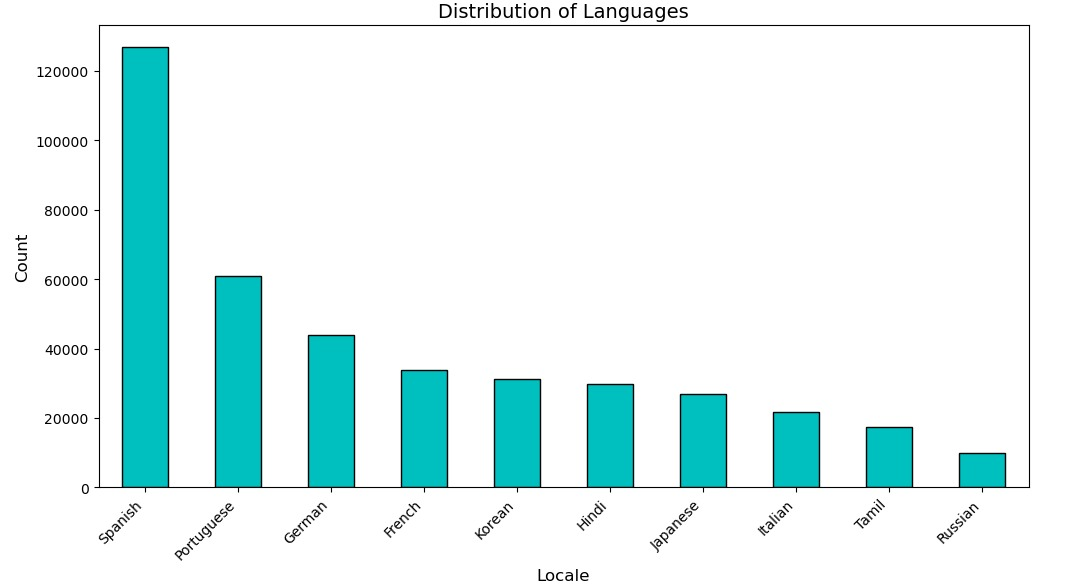 Distribution of Languages
Count
120000
100000
80000
60000
40000
20000
0
Spanish
Portuguese
German
French
Korean
Hindi
Japanese
Italian
Tamil
Russian
Locale